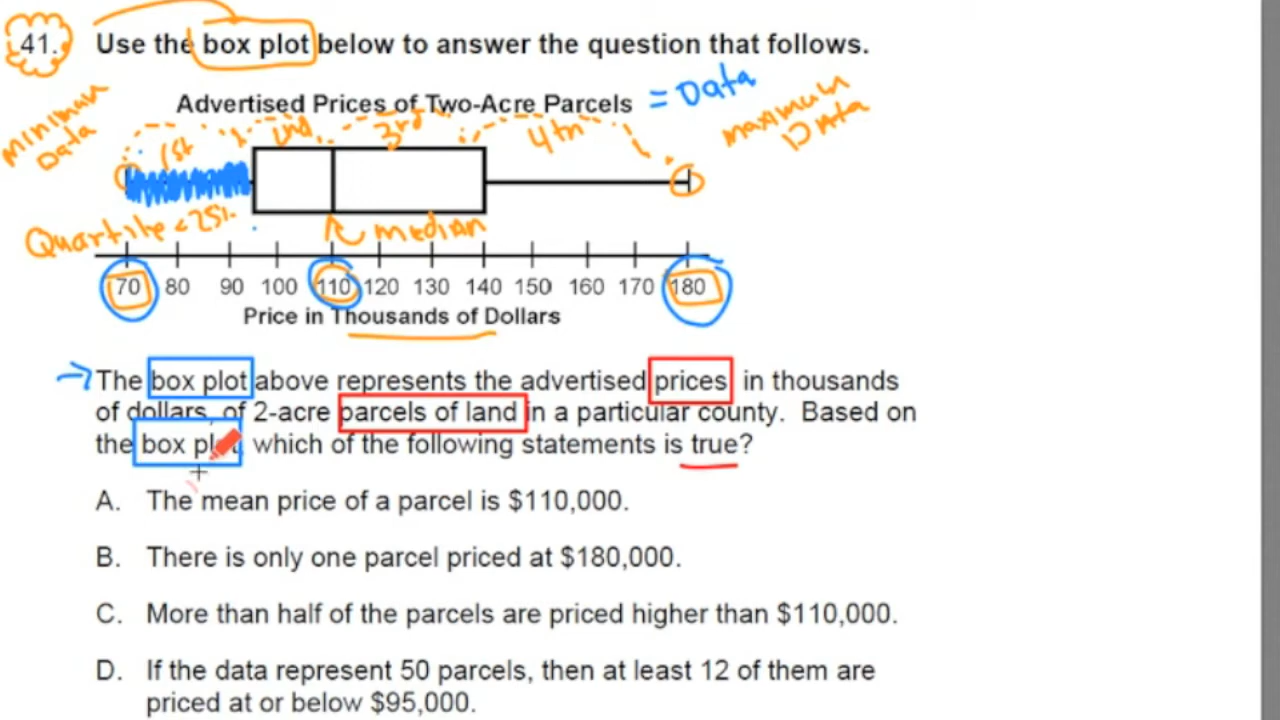 41. Use the box plot below to answer the question that follows.
Advertised Prices of Two-Acre Parcels = Data
minimum Data
maximum Data
1st 2nd 3rd 4th
Quartile < 25%
median
70 80 90 100 110 120 130 140 150 160 170 180
Price in Thousands of Dollars
The box plot above represents the advertised prices in thousands
of dollars, of 2-acre parcels of land in a particular county. Based on
the box plot, which of the following statements is true?
A. The mean price of a parcel is $110,000.
B. There is only one parcel priced at $180,000.
C. More than half of the parcels are priced higher than $110,000.
D. If the data represent 50 parcels, then at least 12 of them are
priced at or below $95,000.